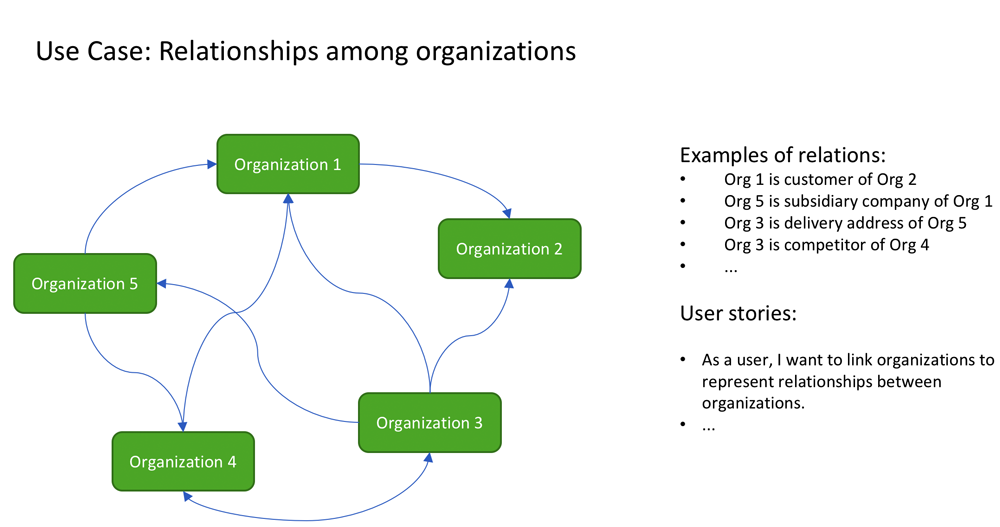 Use Case: Relationships among organizations
Organization 1
Organization 2
Organization 5
Organization 3
Organization 4
Examples of relations:
• Org 1 is customer of Org 2
• Org 5 is subsidiary company of Org 1
• Org 3 is delivery address of Org 5
• Org 3 is competitor of Org 4
• ...
User stories:
• As a user, I want to link organizations to
represent relationships between
organizations.
• ...